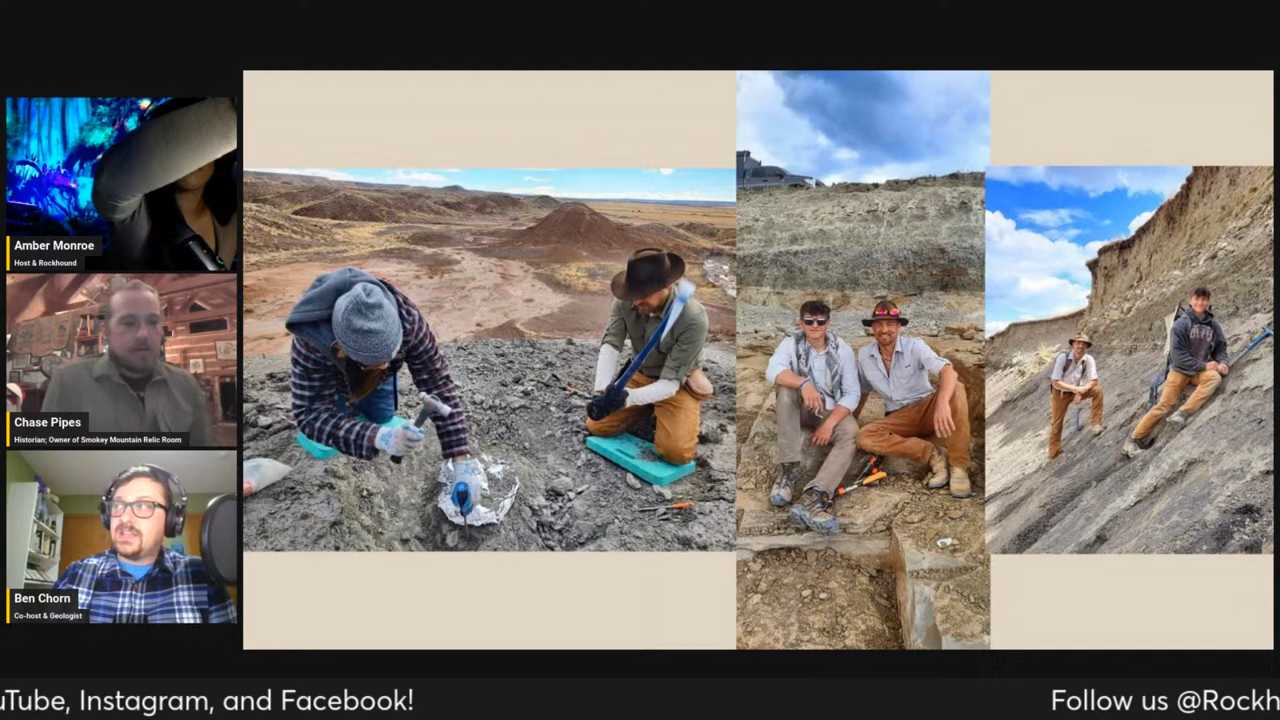 Amber Monroe
Host & Rockhound
Chase Pipes
Historian; Owner of Smokey Mountain Relic Room
Ben Chorn
Co-host & Geologist
uTube, Instagram, and Facebook!
Follow us @Rockh